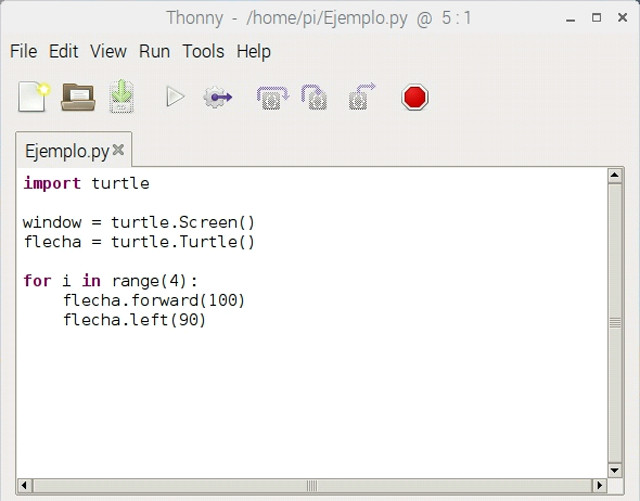 Thonny - /home/pi/Ejemplo.py @ 5 : 1
File Edit View Run Tools Help
Ejemplo.py
import turtle
window = turtle.Screen()
flecha = turtle.Turtle()
for i in range(4):
    flecha.forward(100)
    flecha.left(90)